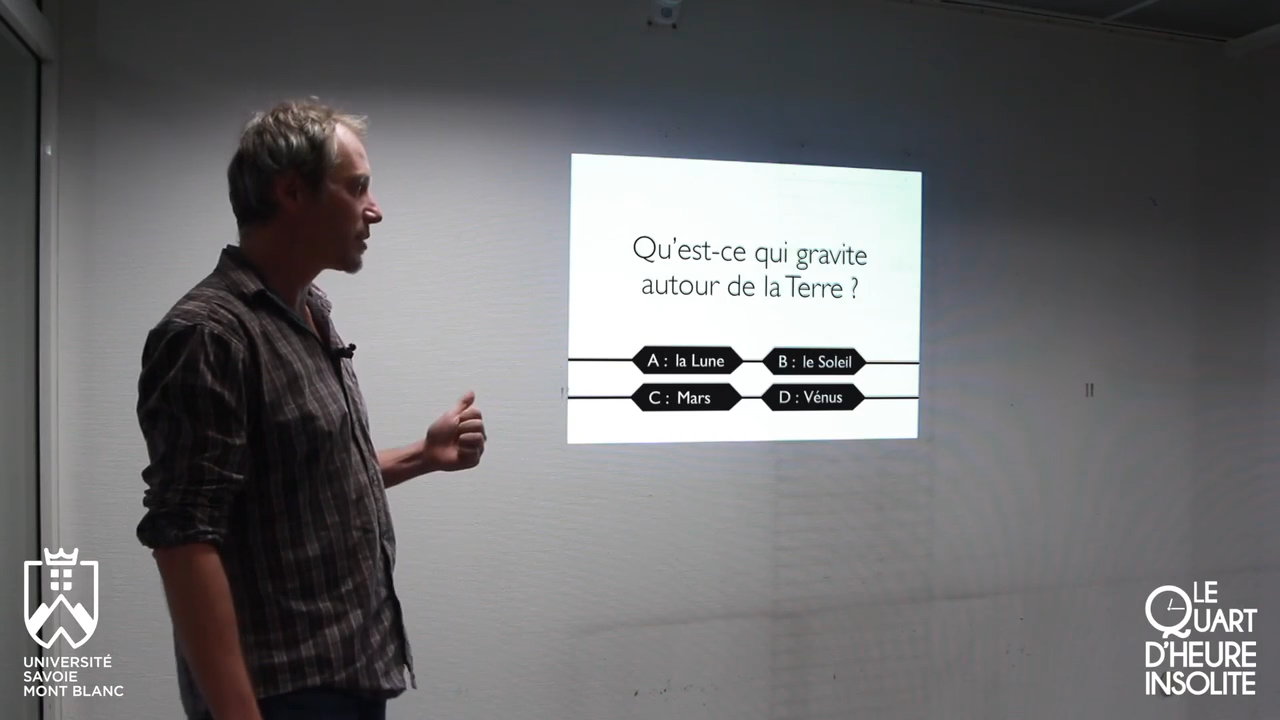 Qu'est-ce qui gravite
autour de la Terre ?
A : la Lune
B : le Soleil
C : Mars
D : Vénus
UNIVERSITÉ
SAVOIE
MONT BLANC
LE
QUART
D'HEURE
INSOLITE